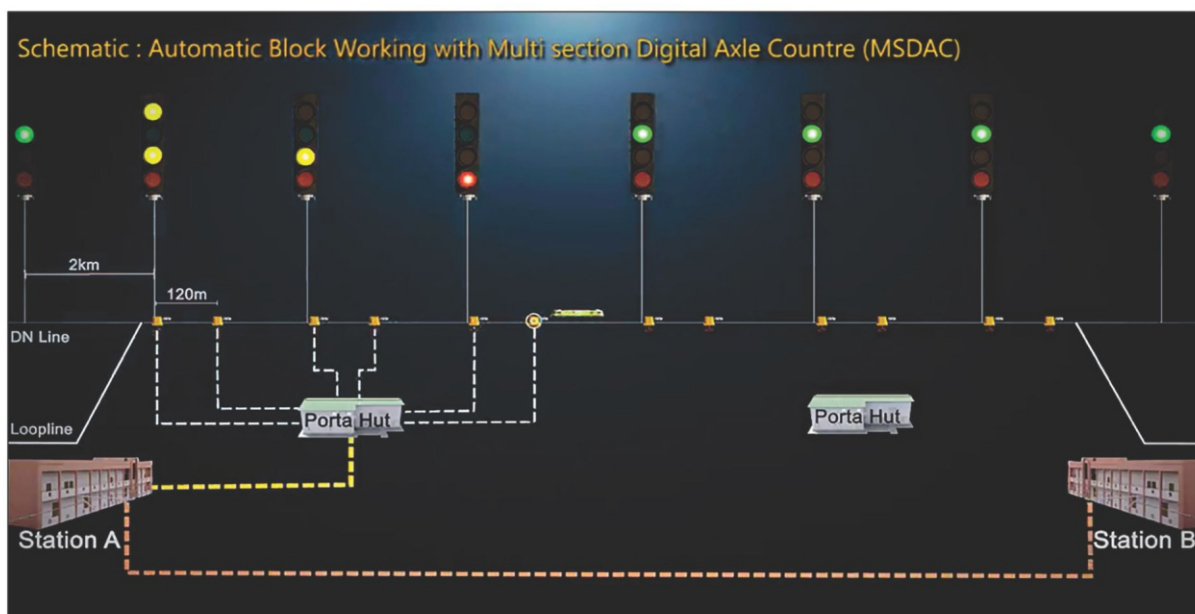 Schematic : Automatic Block Working with Multi section Digital Axle Countre (MSDAC)
2km
120m
DN Line
Loopline
Porta Hut
Porta Hut
Station A
Station B